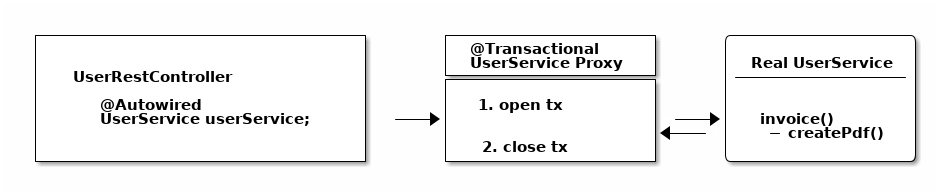 UserRestController
@Autowired
UserService userService;
@Transactional
UserService Proxy
1. open tx
2. close tx
Real UserService
invoice()
– createPdf()